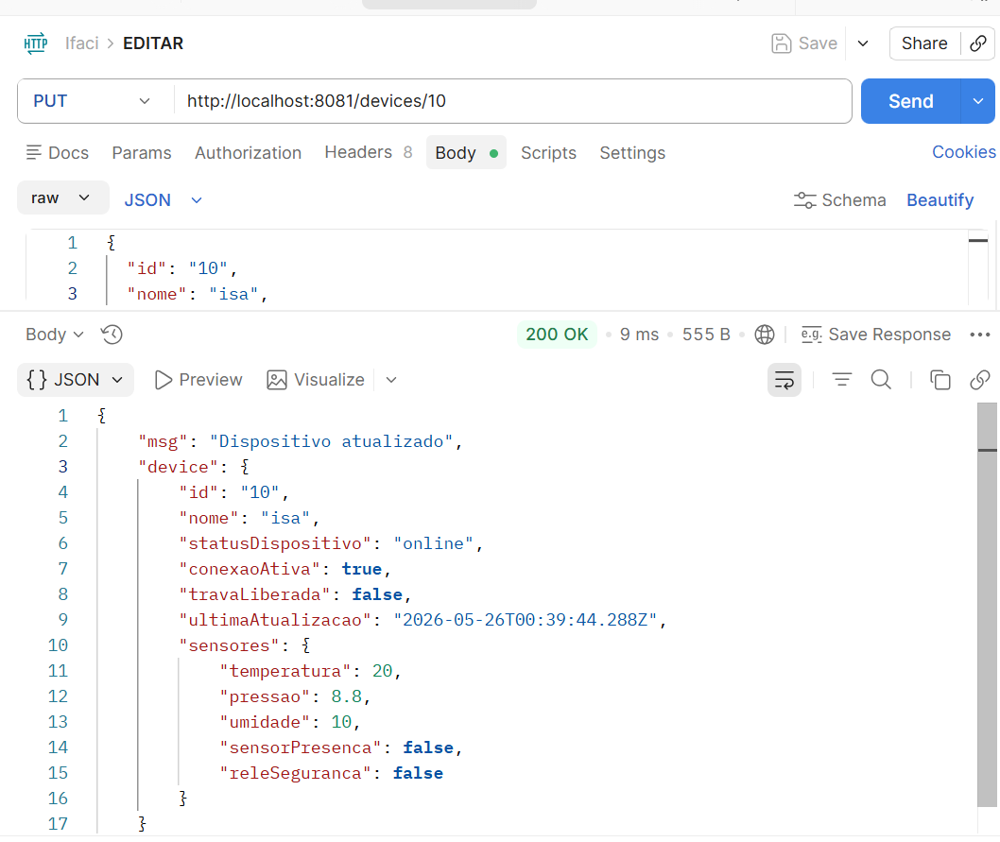 HTTP Ifaci > EDITAR Save Share
PUT http://localhost:8081/devices/10 Send
Docs Params Authorization Headers 8 Body Scripts Settings Cookies
raw JSON Schema Beautify
1 {
2 "id": "10",
3 "nome": "isa",
Body 200 OK • 9 ms • 555 B • e.g. Save Response
{} JSON Preview Visualize
1 {
2 "msg": "Dispositivo atualizado",
3 "device": {
4 "id": "10",
5 "nome": "isa",
6 "statusDispositivo": "online",
7 "conexaoAtiva": true,
8 "travaLiberada": false,
9 "ultimaAtualizacao": "2026-05-26T00:39:44.288Z",
10 "sensores": {
11 "temperatura": 20,
12 "pressao": 8.8,
13 "umidade": 10,
14 "sensorPresenca": false,
15 "releSeguranca": false
16 }
17 }